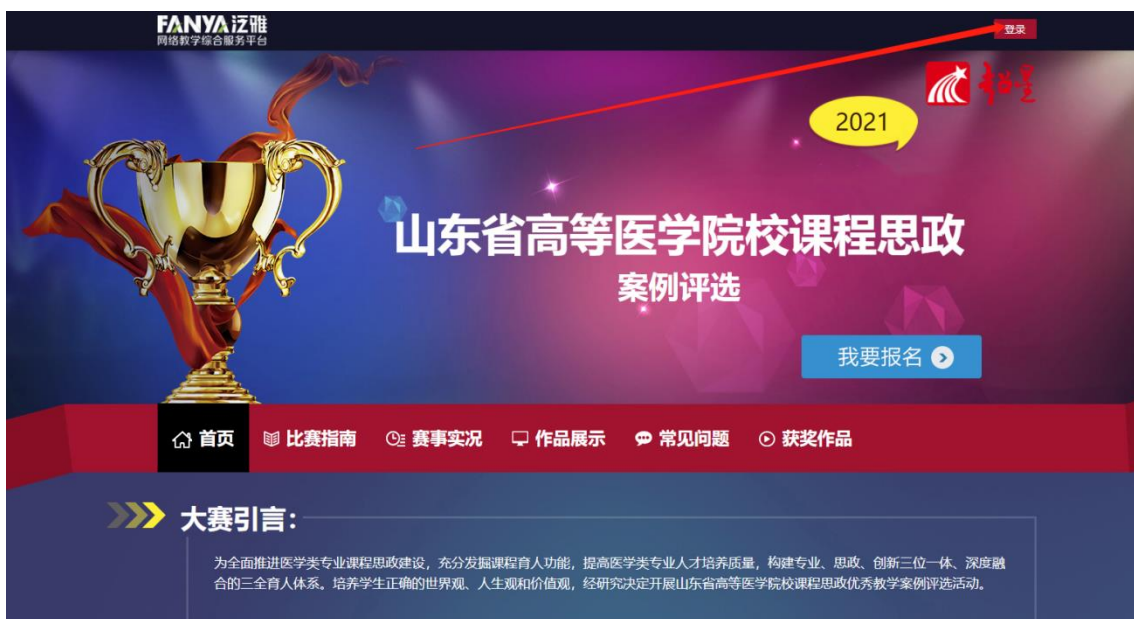 FANYA泛雅
网络教学综合服务平台
登录
超星
2021
山东省高等医学院校课程思政
案例评选
我要报名
首页
比赛指南
赛事实况
作品展示
常见问题
获奖作品
大赛引言：
为全面推进医学类专业课程思政建设，充分发掘课程育人功能，提高医学类专业人才培养质量，构建专业、思政、创新三位一体、深度融
合的三全育人体系。培养学生正确的世界观、人生观和价值观，经研究决定开展山东省高等医学院校课程思政优秀教学案例评选活动。